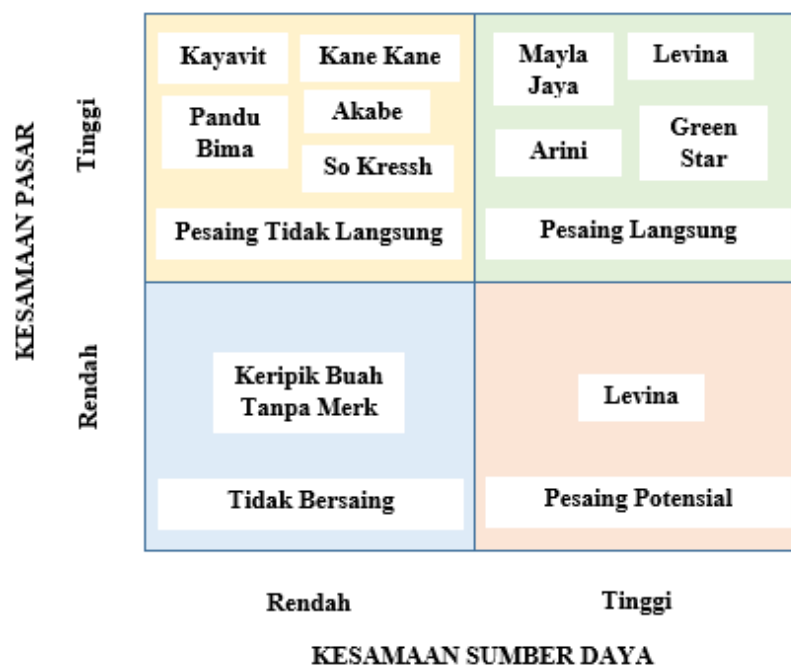 KESAMAAN PASAR
Tinggi
Rendah
Kayavit
Kane Kane
Pandu
Bima
Akabe
So Kressh
Pesaing Tidak Langsung
Mayla
Jaya
Levina
Arini
Green
Star
Pesaing Langsung
Keripik Buah
Tanpa Merk
Tidak Bersaing
Levina
Pesaing Potensial
Rendah
Tinggi
KESAMAAN SUMBER DAYA